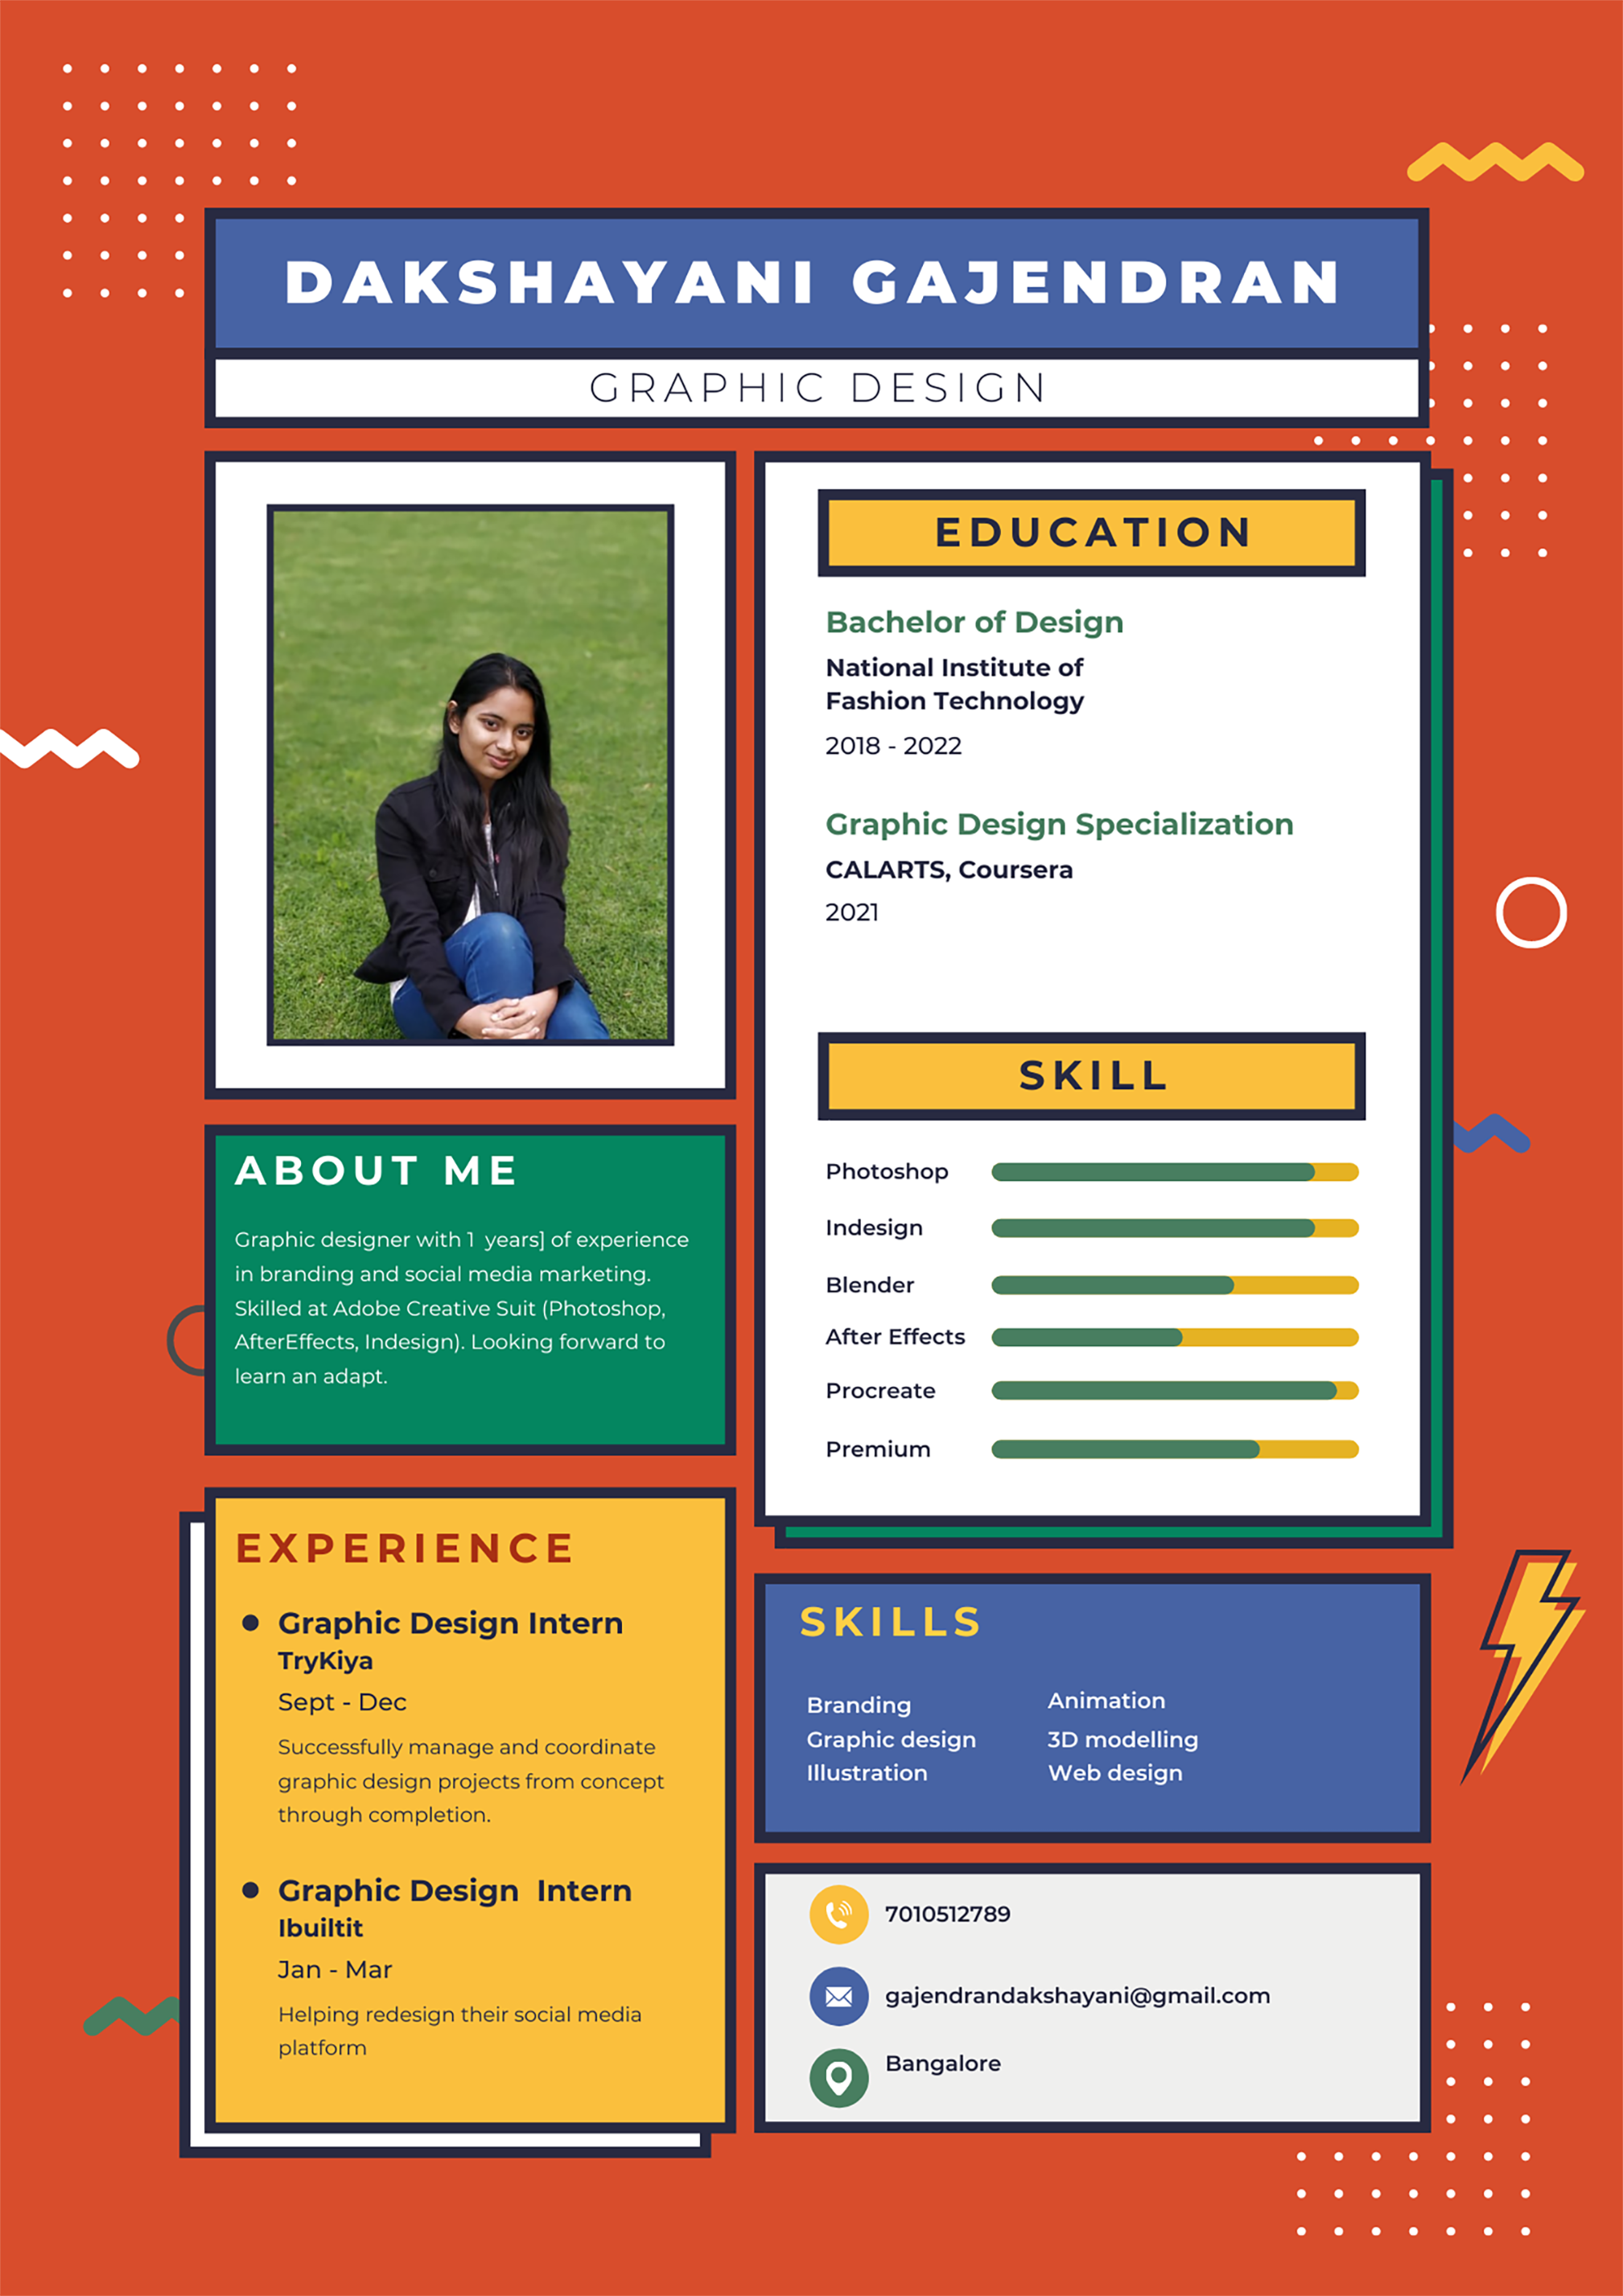 DAKSHAYANI GAJENDRAN
GRAPHIC DESIGN
EDUCATION
Bachelor of Design
National Institute of
Fashion Technology
2018 - 2022
Graphic Design Specialization
CALARTS, Coursera
2021
SKILL
Photoshop
Indesign
Blender
After Effects
Procreate
Premium
ABOUT ME
Graphic designer with 1  years] of experience
in branding and social media marketing.
Skilled at Adobe Creative Suit (Photoshop,
AfterEffects, Indesign). Looking forward to
learn an adapt.
EXPERIENCE
Graphic Design Intern
TryKiya
Sept - Dec
Successfully manage and coordinate
graphic design projects from concept
through completion.
Graphic Design  Intern
Ibuiltit
Jan - Mar
Helping redesign their social media
platform
SKILLS
Branding
Graphic design
Illustration
Animation
3D modelling
Web design
7010512789
gajendrandakshayani@gmail.com
Bangalore